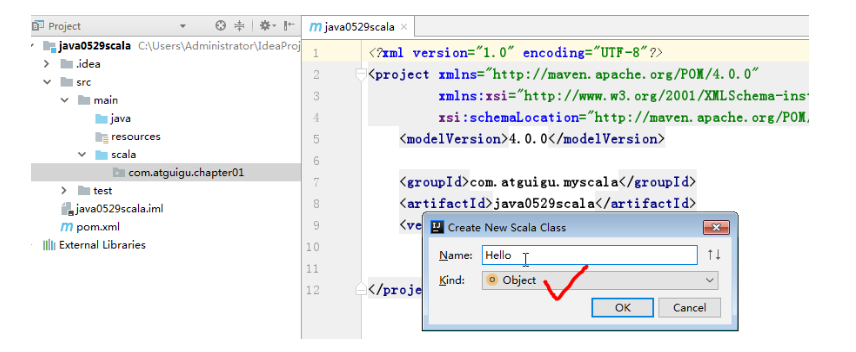 Project
java0529scala C:\Users\Administrator\IdeaProj
.idea
src
main
java
resources
scala
com.atguigu.chapter01
test
java0529scala.iml
pom.xml
External Libraries
java0529scala
1 <?xml version="1.0" encoding="UTF-8"?>
2 <project xmlns="http://maven.apache.org/POM/4.0.0"
3 xmlns:xsi="http://www.w3.org/2001/XMLSchema-ins
4 xsi:schemaLocation="http://maven.apache.org/POM/
5 <modelVersion>4.0.0</modelVersion>
6
7 <groupId>com.atguigu.myscala</groupId>
8 <artifactId>java0529scala</artifactId>
9 <ve
10
11
12 </proje
Create New Scala Class
Name: Hello
Kind: Object
OK Cancel